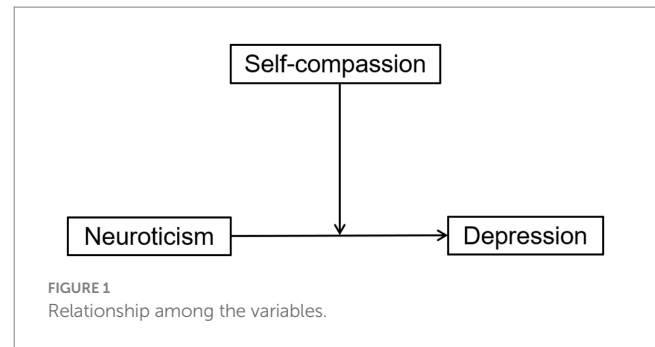 Self-compassion
Neuroticism
Depression
FIGURE 1
Relationship among the variables.